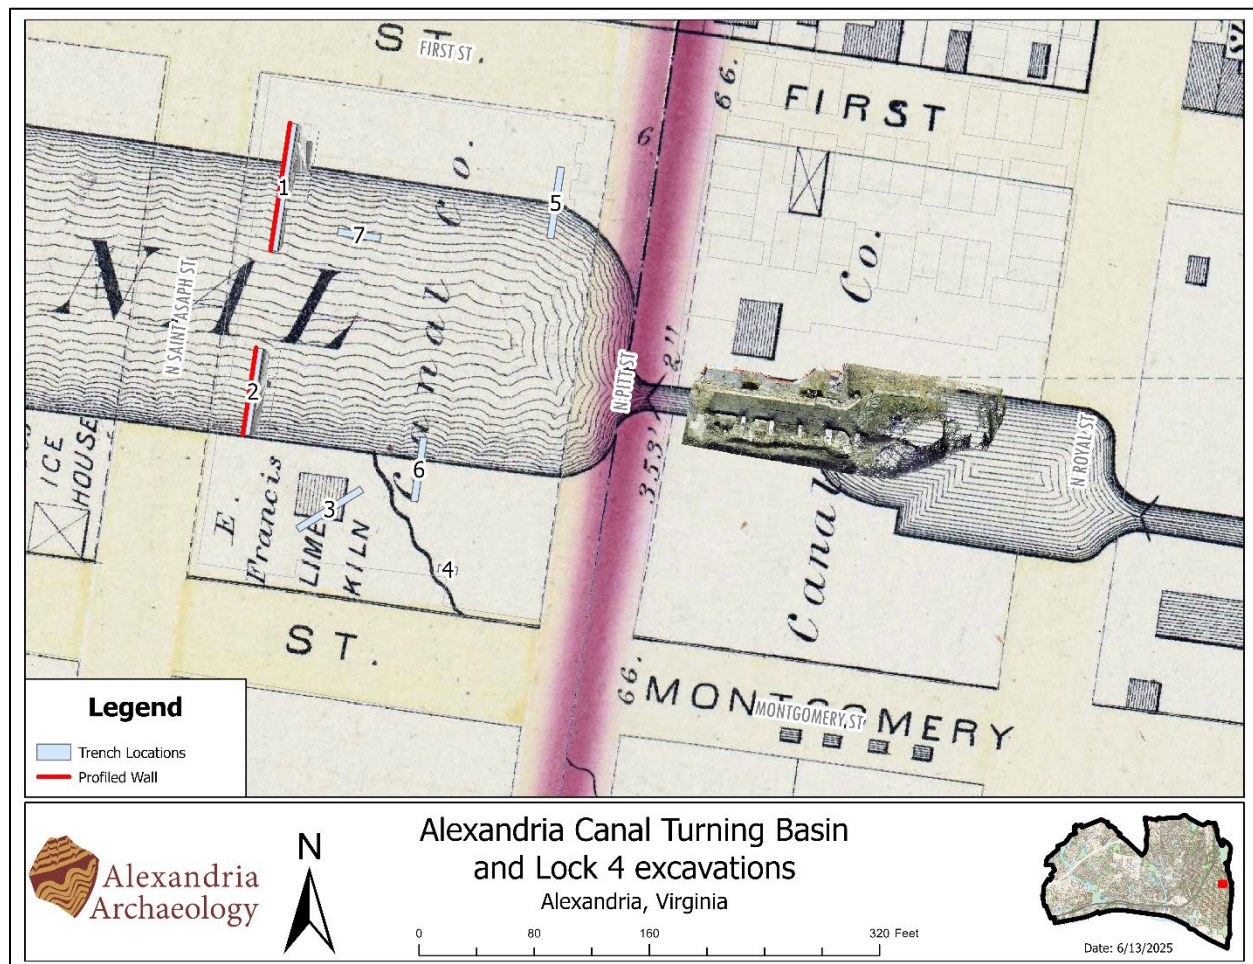 ST.
FIRST ST.
66.
FIRST
6
Co.
1
5
7
NAL
N SAINT ASAPH ST
Canal Co.
2
N PITT ST
2"
353'
N ROYAL ST
ICE
HOUSE
E.
Francis
6
3
LIME
KILN
4
Canal
ST.
66.
MONTGOMERY
MONTGOMERY ST
Legend
Trench Locations
Profiled Wall
Alexandria
Archaeology
N
Alexandria Canal Turning Basin
and Lock 4 excavations
Alexandria, Virginia
0 80 160 320 Feet
Date: 6/13/2025